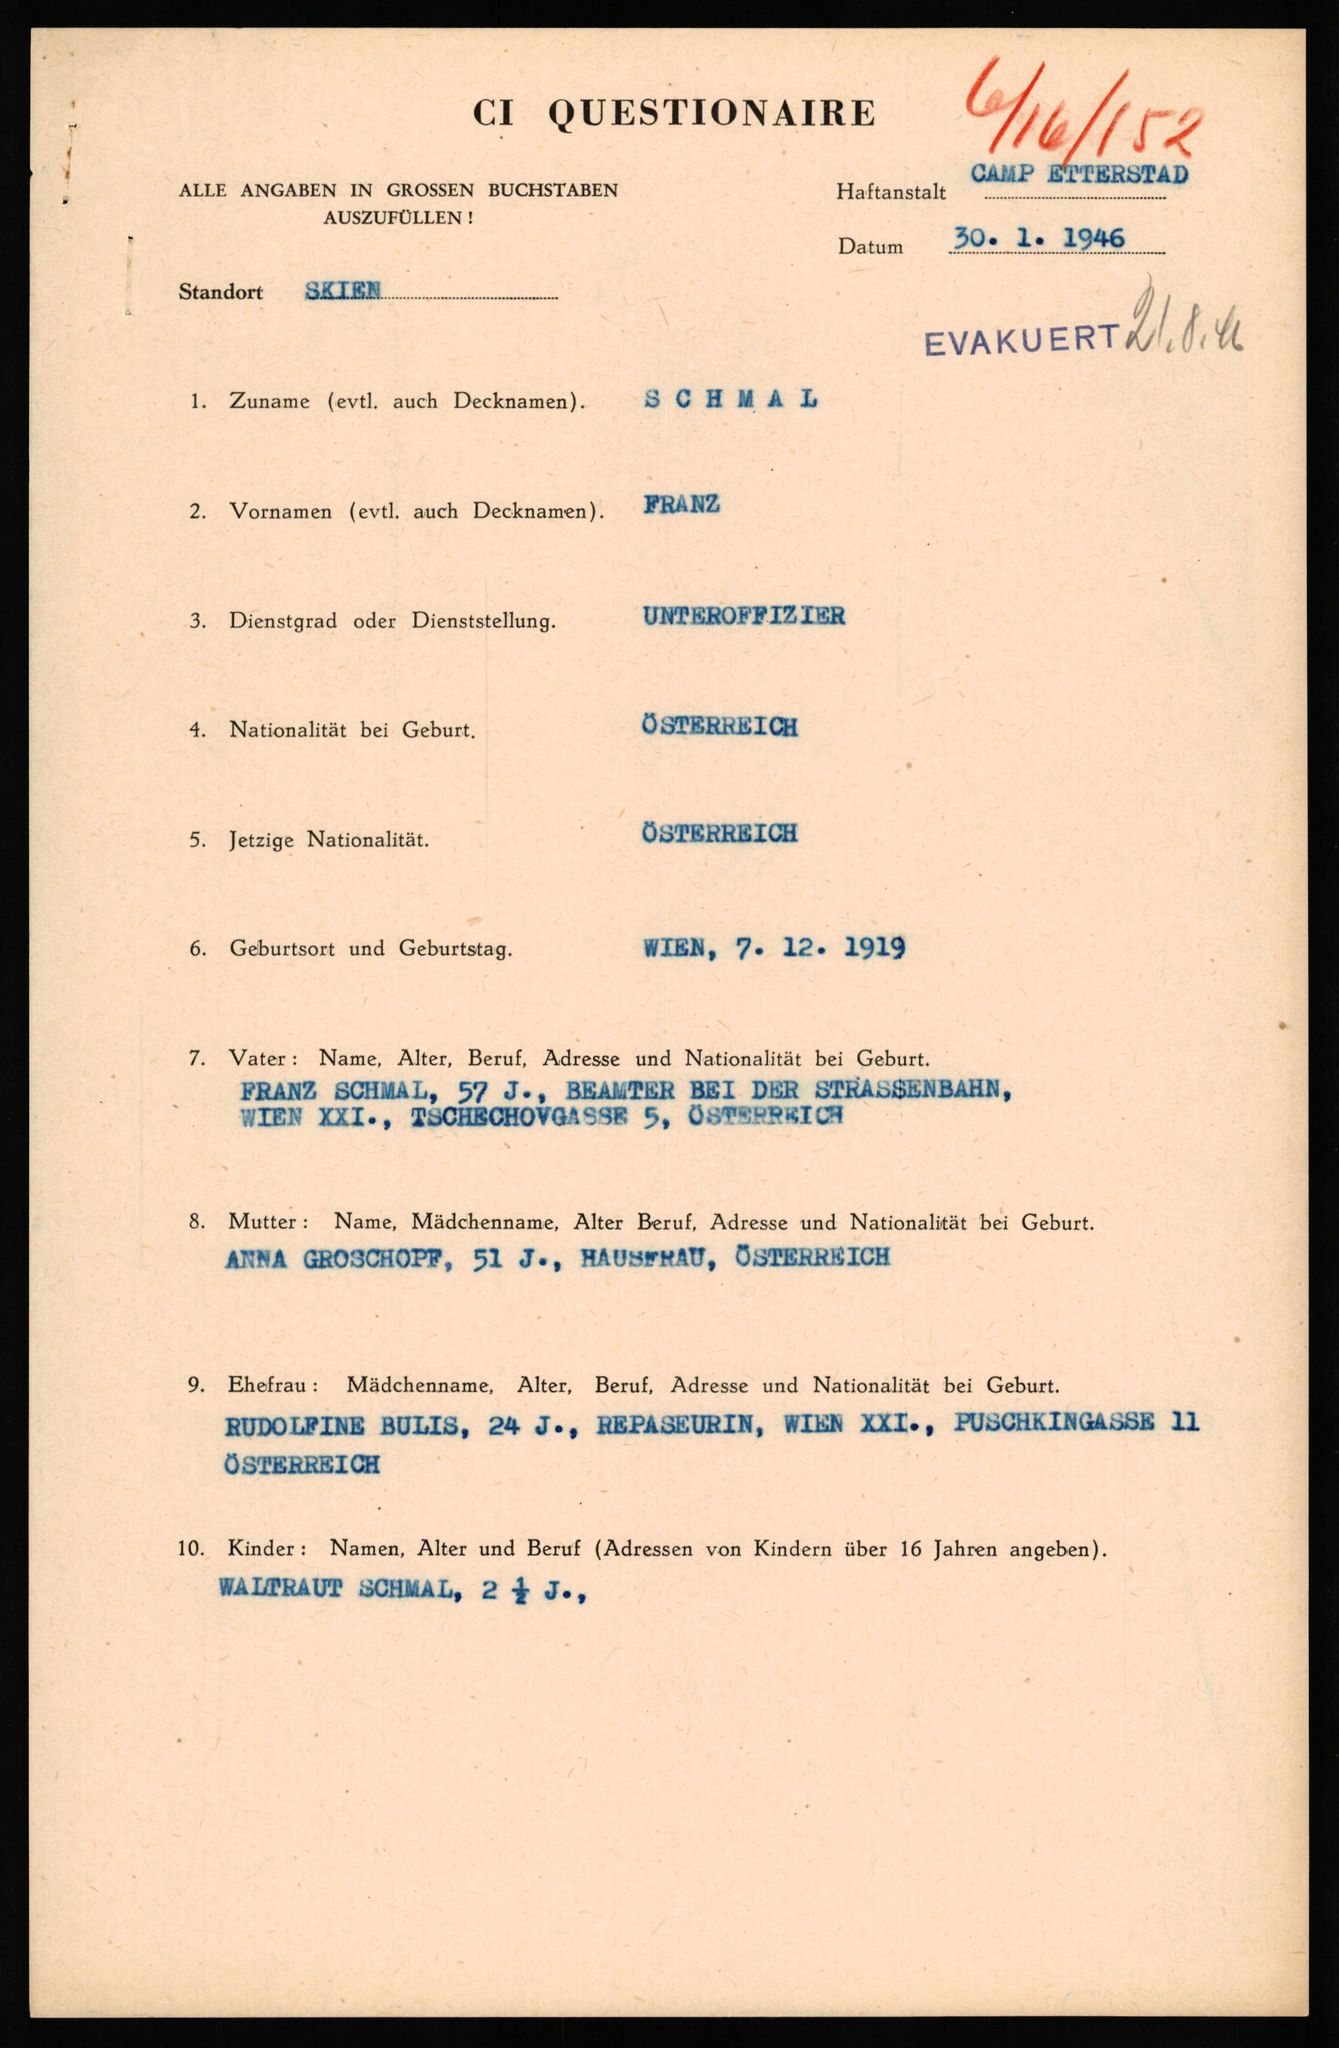 6/16/152
CI QUESTIONAIRE
ALLE ANGABEN IN GROSSEN BUCHSTABEN
AUSZUFÜLLEN!
Haftanstalt CAMP ETTERSTAD
Datum 30. 1. 1946
Standort SKIEN
EVAKUERT
1. Zuname (evtl. auch Decknamen). S C H M A L
2. Vornamen (evtl. auch Decknamen). FRANZ
3. Dienstgrad oder Dienststellung. UNTEROFFIZIER
4. Nationalität bei Geburt. ÖSTERREICH
5. Jetzige Nationalität. ÖSTERREICH
6. Geburtsort und Geburtstag. WIEN, 7. 12. 1919
7. Vater: Name, Alter, Beruf, Adresse und Nationalität bei Geburt.
FRANZ SCHMAL, 57 J., BEAMTER BEI DER STRASSENBAHN,
WIEN XXI., TSCHECHOVGASSE 5, ÖSTERREICH
8. Mutter: Name, Mädchenname, Alter Beruf, Adresse und Nationalität bei Geburt.
ANNA GROSCHOPF, 51 J., HAUSFRAU, ÖSTERREICH
9. Ehefrau: Mädchenname, Alter, Beruf, Adresse und Nationalität bei Geburt.
RUDOLFINE BULIS, 24 J., REPASEURIN, WIEN XXI., PUSCHKINGASSE 11
ÖSTERREICH
10. Kinder: Namen, Alter und Beruf (Adressen von Kindern über 16 Jahren angeben).
WALTRAUT SCHMAL, 2 ½ J.,